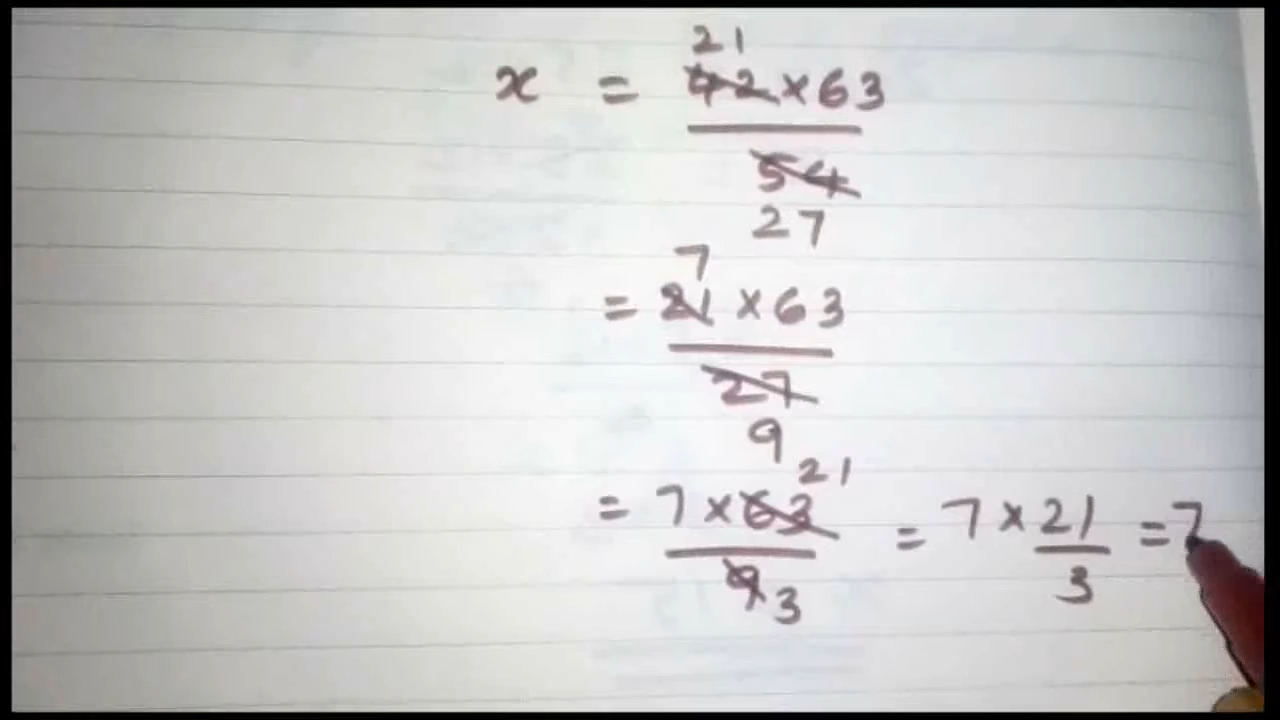 21
x = 42 × 63
54
27
7
= 21 × 63
27
9
21
= 7 × 63 = 7 × 21 = 7
9 3 3